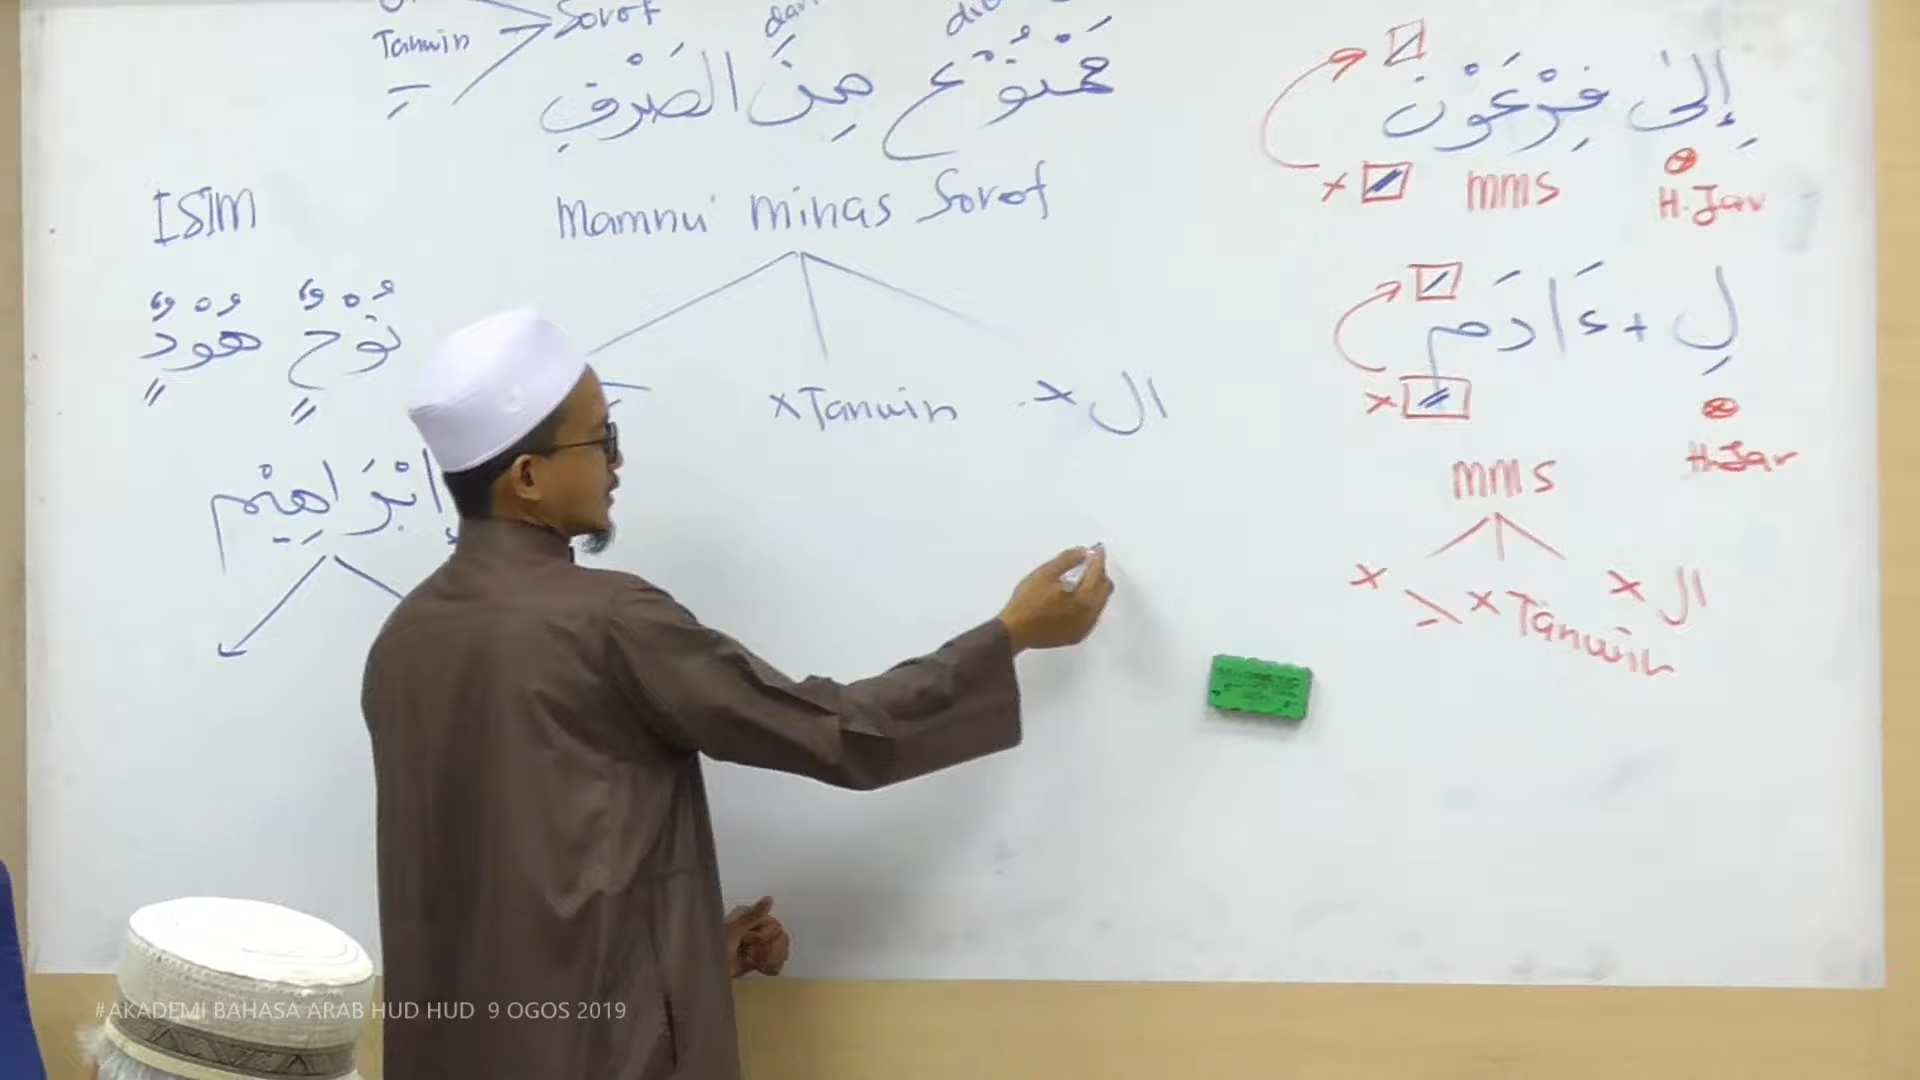 Sorof
Tanwin
مَمْنُوْعٌ مِنَ الصَّرْفِ
Mamnu' minas Sorof
ISIM
نُوْحٌ هُوْدٌ
إِبْرَاهِيْم
x Tanwin
x ال
إِلَى فِرْعَوْن
x
mms
H. Jar
لِ + ءَادَم
x
H. Jar
mms
x
x Tanwin
x ال
#AKADEMI BAHASA ARAB HUD HUD 9 OGOS 2019